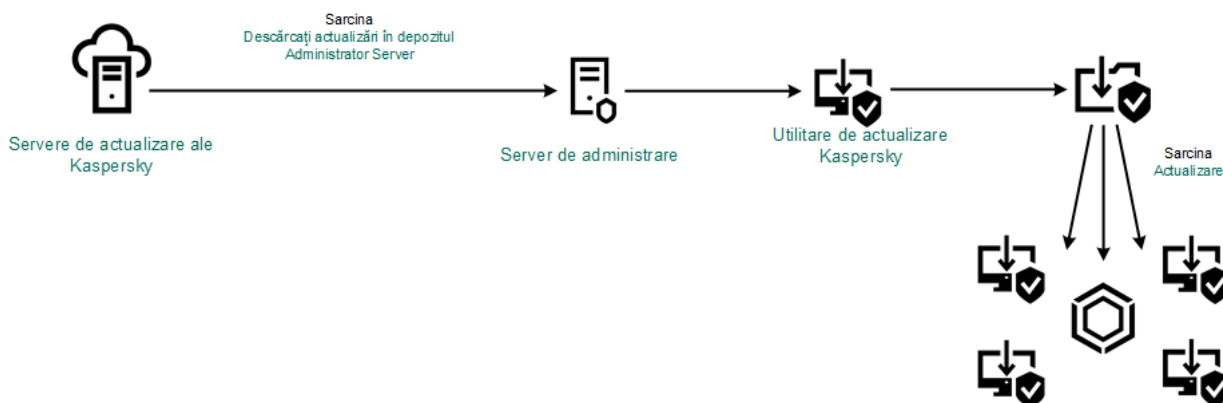 Sarcina
Descărcați actualizări în depozitul
Administrator Server
Servere de actualizare ale
Kaspersky
Server de administrare
Utilitare de actualizare
Kaspersky
Sarcina
Actualizare